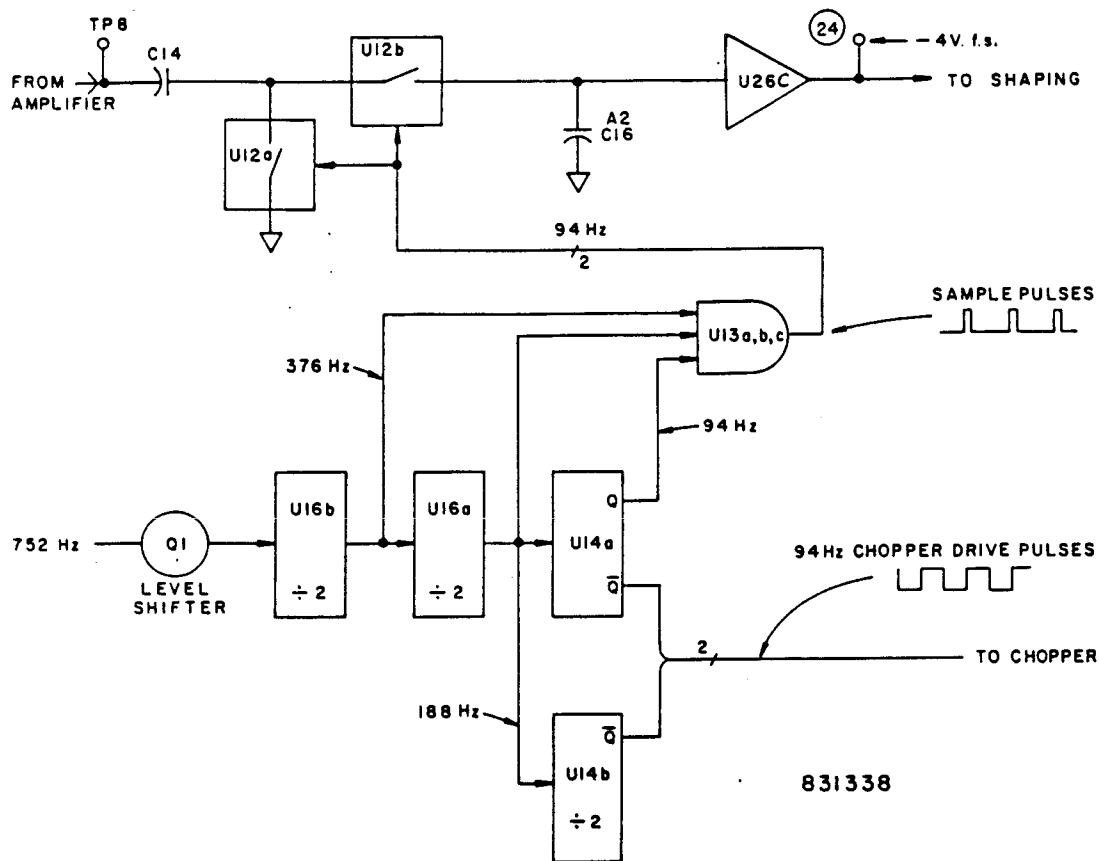 TP8
C14
U12b
24
-4V. f.s.
FROM
AMPLIFIER
U26C
TO SHAPING
A2
C16
U12a
94 Hz
2
SAMPLE PULSES
U13a,b,c
376 Hz
94 Hz
U16b
U16a
Q
752 Hz
Q1
U14a
94Hz CHOPPER DRIVE PULSES
LEVEL
SHIFTER
÷ 2
÷ 2
Q̅
2
TO CHOPPER
188 Hz
Q̅
U14b
÷ 2
831338